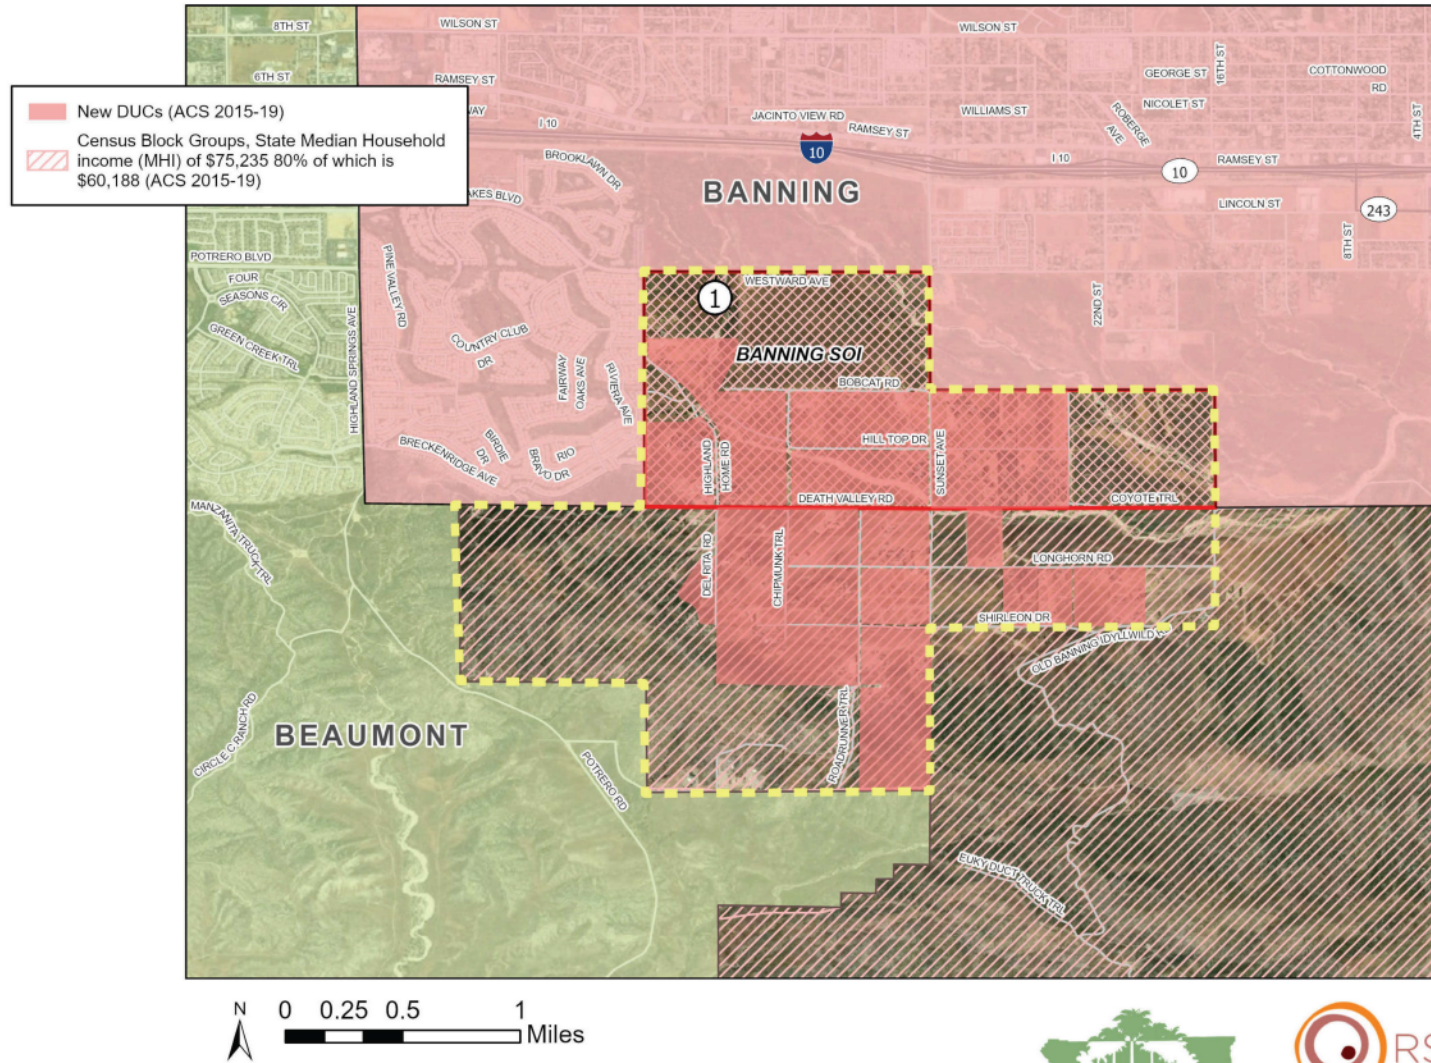 8TH ST
WILSON ST
WILSON ST
6TH ST
RAMSEY ST
GEORGE ST
16TH ST
COTTONWOOD
RD
New DUCs (ACS 2015-19)
Census Block Groups, State Median Household
income (MHI) of $75,235 80% of which is
$60,188 (ACS 2015-19)
WAY
I 10
JACINTO VIEW RD
RAMSEY ST
WILLIAMS ST
NICOLET ST
ROBERGE
AVE
4TH ST
10
I 10
10
RAMSEY ST
BROOKLAWN DR
AKES BLVD
BANNING
LINCOLN ST
243
POTRERO BLVD
FOUR
SEASONS CIR
GREEN CREEK TRL
PINE VALLEY RD
HIGHLAND SPRINGS AVE
8TH ST
WESTWARD AVE
1
22ND ST
COUNTRY CLUB
DR
FAIRWAY
OAKS AVE
RIVIERA AVE
BANNING SOI
BOBCAT RD
BRECKENRIDGE AVE
BIRDIE
DR
BRAVO DR
RIO
HIGHLAND
HOME RD
HILL TOP DR
SUNSET AVE
DEATH VALLEY RD
COYOTE TRL
MANZANITA TRUCK TRL
DEL RITA RD
CHIPMUNK TRL
LONGHORN RD
SHIRLEON DR
OLD BANNING IDYLLWILD RD
CIRCLE C RANCH RD
BEAUMONT
POTRERO RD
ROADRUNNER TRL
EUKY DUCT TRUCK TRL
N
0 0.25 0.5 1
Miles
RS